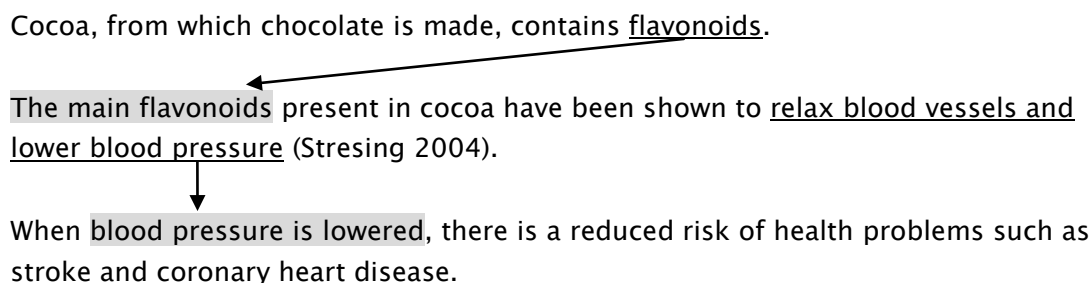 Cocoa, from which chocolate is made, contains flavonoids.
The main flavonoids present in cocoa have been shown to relax blood vessels and
lower blood pressure (Stresing 2004).
When blood pressure is lowered, there is a reduced risk of health problems such as
stroke and coronary heart disease.